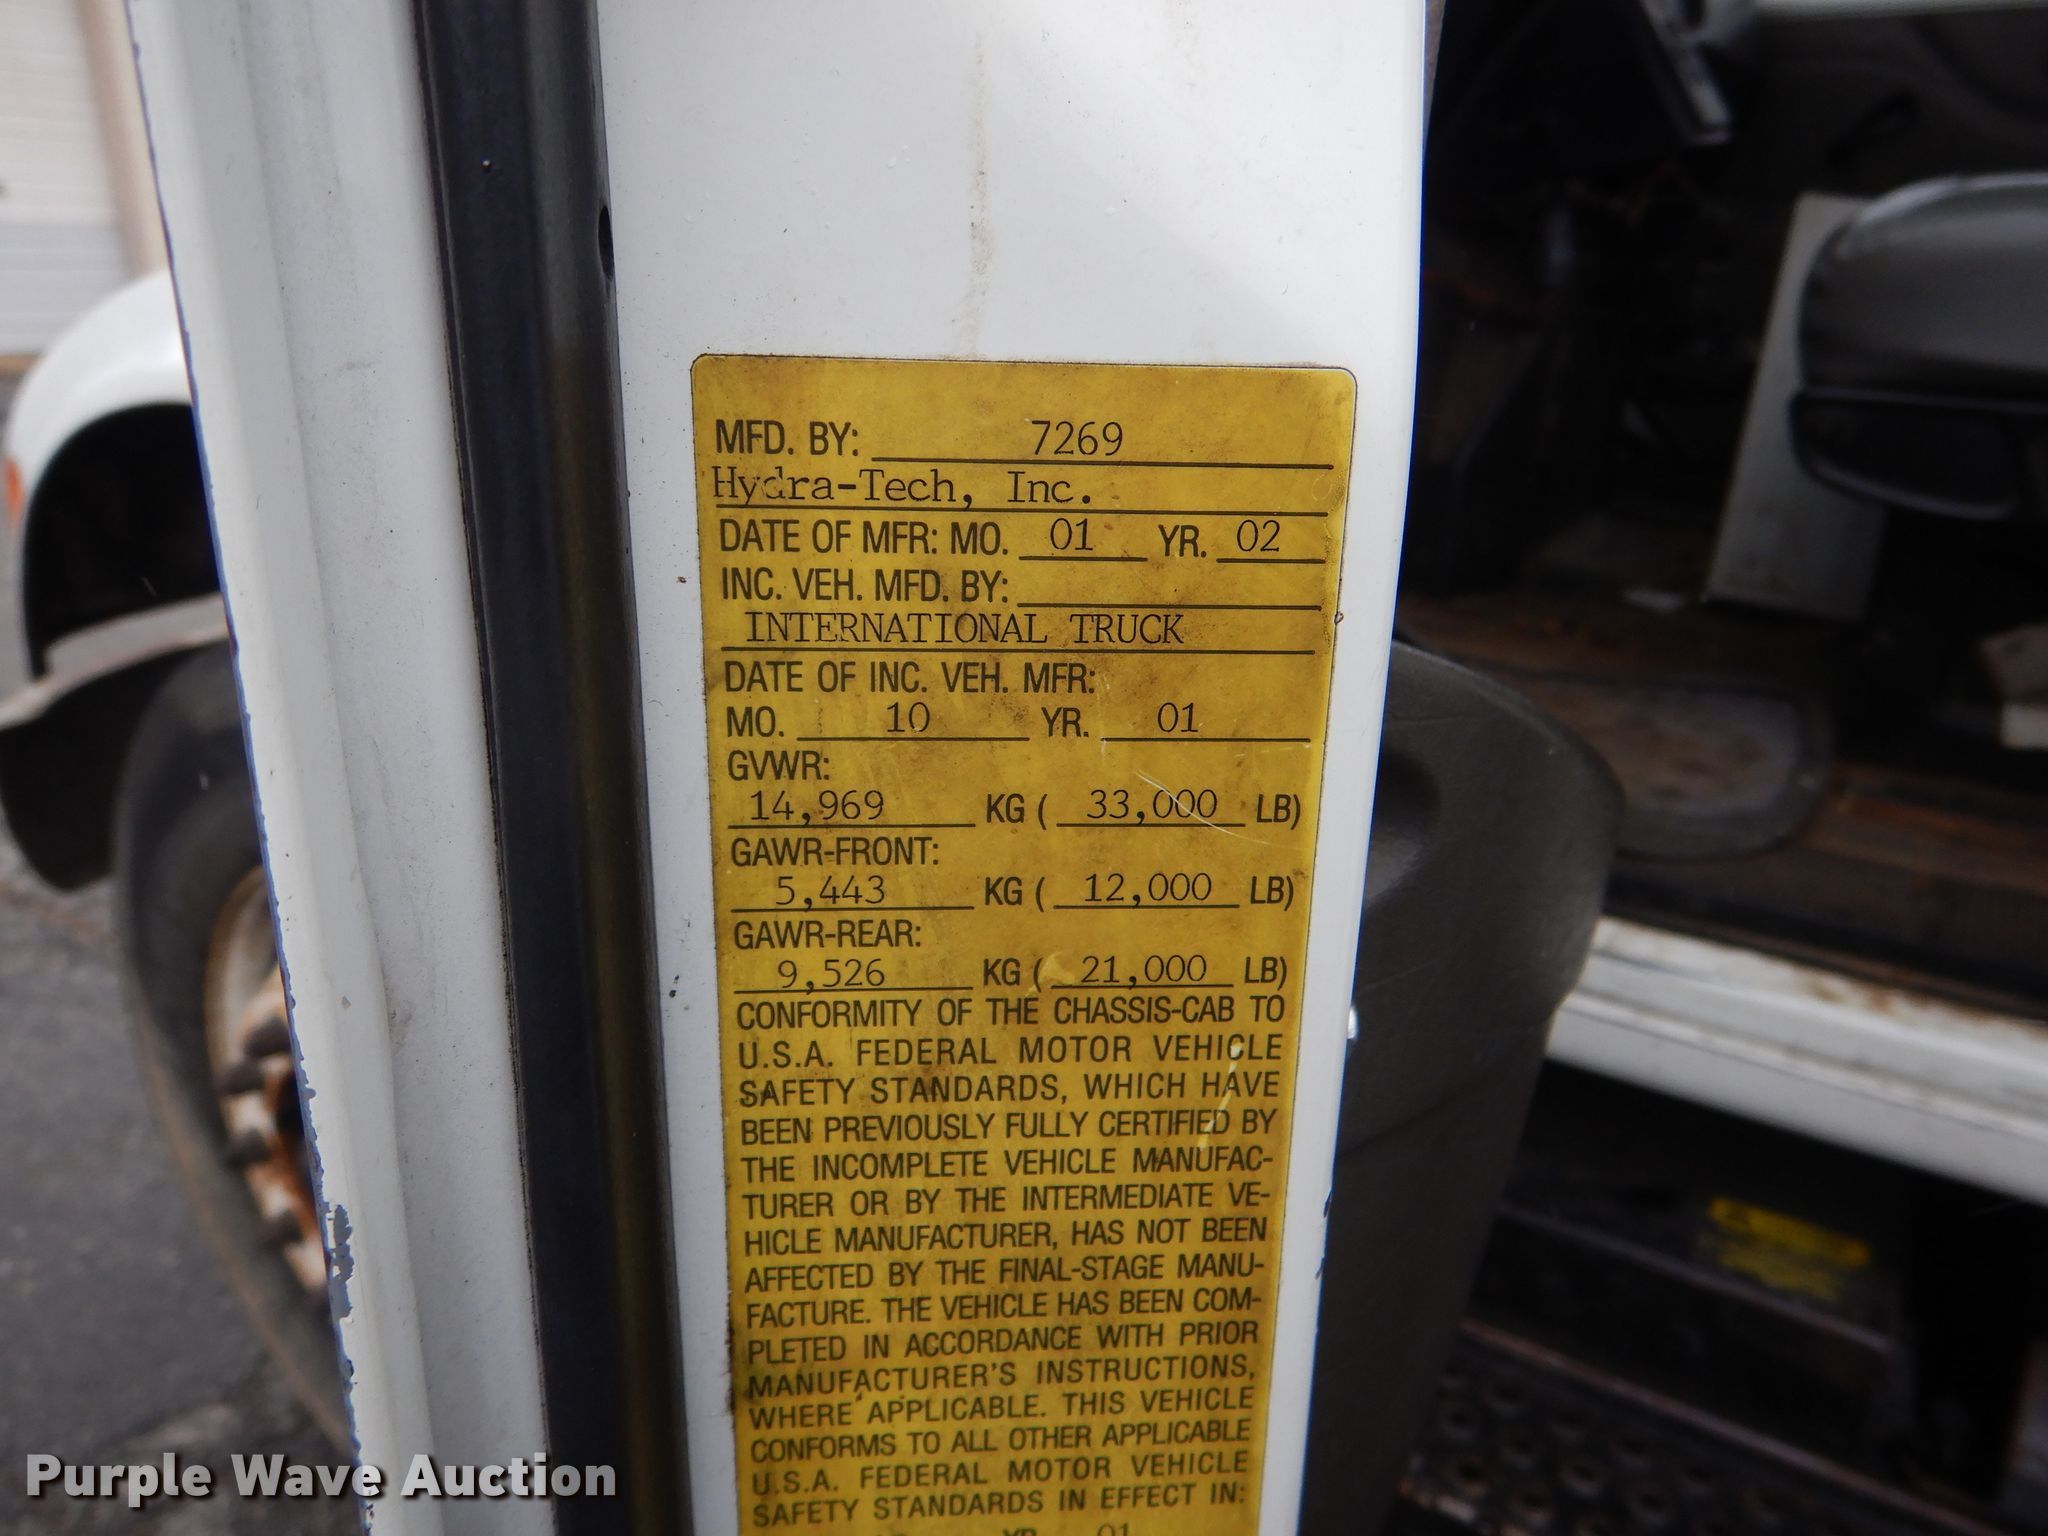 MFD. BY: 7269
Hydra-Tech, Inc.
DATE OF MFR: MO. 01 YR. 02
INC. VEH. MFD. BY:
INTERNATIONAL TRUCK
DATE OF INC. VEH. MFR:
MO. 10 YR. 01
GVWR:
14,969 KG ( 33,000 LB)
GAWR-FRONT:
5,443 KG ( 12,000 LB)
GAWR-REAR:
9,526 KG ( 21,000 LB)
CONFORMITY OF THE CHASSIS-CAB TO
U.S.A. FEDERAL MOTOR VEHICLE
SAFETY STANDARDS, WHICH HAVE
BEEN PREVIOUSLY FULLY CERTIFIED BY
THE INCOMPLETE VEHICLE MANUFAC-
TURER OR BY THE INTERMEDIATE VE-
HICLE MANUFACTURER, HAS NOT BEEN
AFFECTED BY THE FINAL-STAGE MANU-
FACTURE. THE VEHICLE HAS BEEN COM-
PLETED IN ACCORDANCE WITH PRIOR
MANUFACTURER'S INSTRUCTIONS,
WHERE APPLICABLE. THIS VEHICLE
CONFORMS TO ALL OTHER APPLICABLE
U.S.A. FEDERAL MOTOR VEHICLE
SAFETY STANDARDS IN EFFECT IN:
YR. 01
Purple Wave Auction